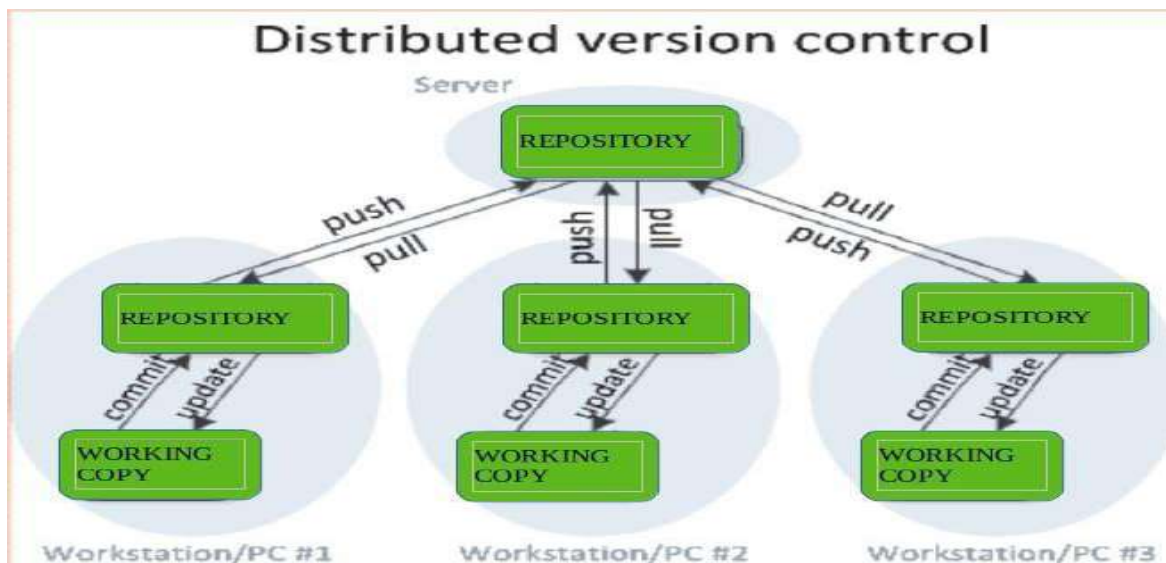 Distributed version control
Server
REPOSITORY
push
pull
push
pull
pull
push
REPOSITORY
REPOSITORY
REPOSITORY
commit
update
commit
update
commit
update
WORKING
COPY
WORKING
COPY
WORKING
COPY
Workstation/PC #1
Workstation/PC #2
Workstation/PC #3